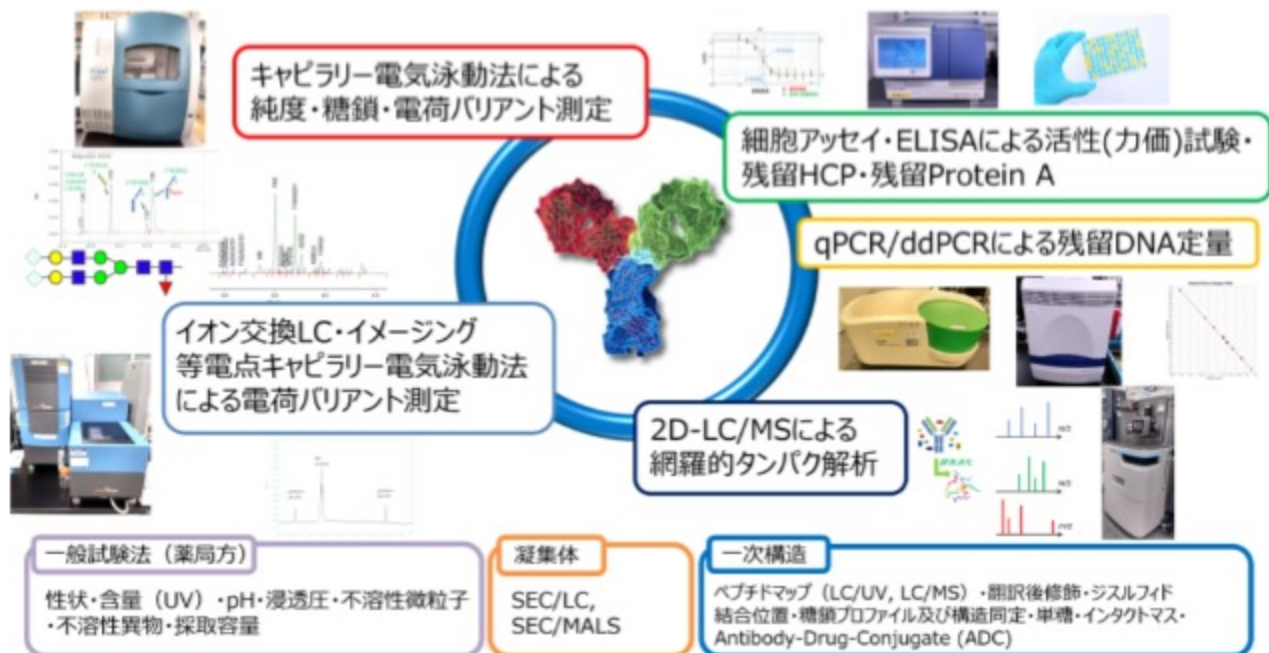 キャピラリー電気泳動法による
純度・糖鎖・電荷バリアント測定
細胞アッセイ・ELISAによる活性(力価)試験・
残留HCP・残留Protein A
qPCR/ddPCRによる残留DNA定量
イオン交換LC・イメージング
等電点キャピラリー電気泳動法
による電荷バリアント測定
2D-LC/MSによる
網羅的タンパク解析
m/z
m/z
m/z
一般試験法（薬局方）
性状・含量（UV）・pH・浸透圧・不溶性微粒子
・不溶性異物・採取容量
凝集体
SEC/LC,
SEC/MALS
一次構造
ペプチドマップ（LC/UV, LC/MS）・翻訳後修飾・ジスルフィド
結合位置・糖鎖プロファイル及び構造同定・単糖・インタクトマス・
Antibody-Drug-Conjugate (ADC)